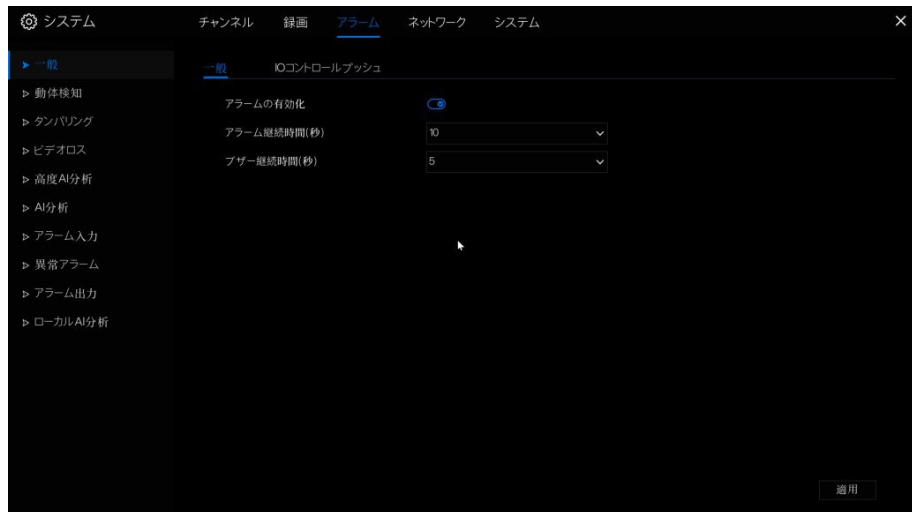 システム
チャンネル 録画 アラーム ネットワーク システム
一般
動体検知
タンパリング
ビデオロス
高度AI分析
AI分析
アラーム入力
異常アラーム
アラーム出力
ローカルAI分析
一般 IOコントロールプッシュ
アラームの有効化
アラーム継続時間(秒) 10
ブザー継続時間(秒) 5
適用